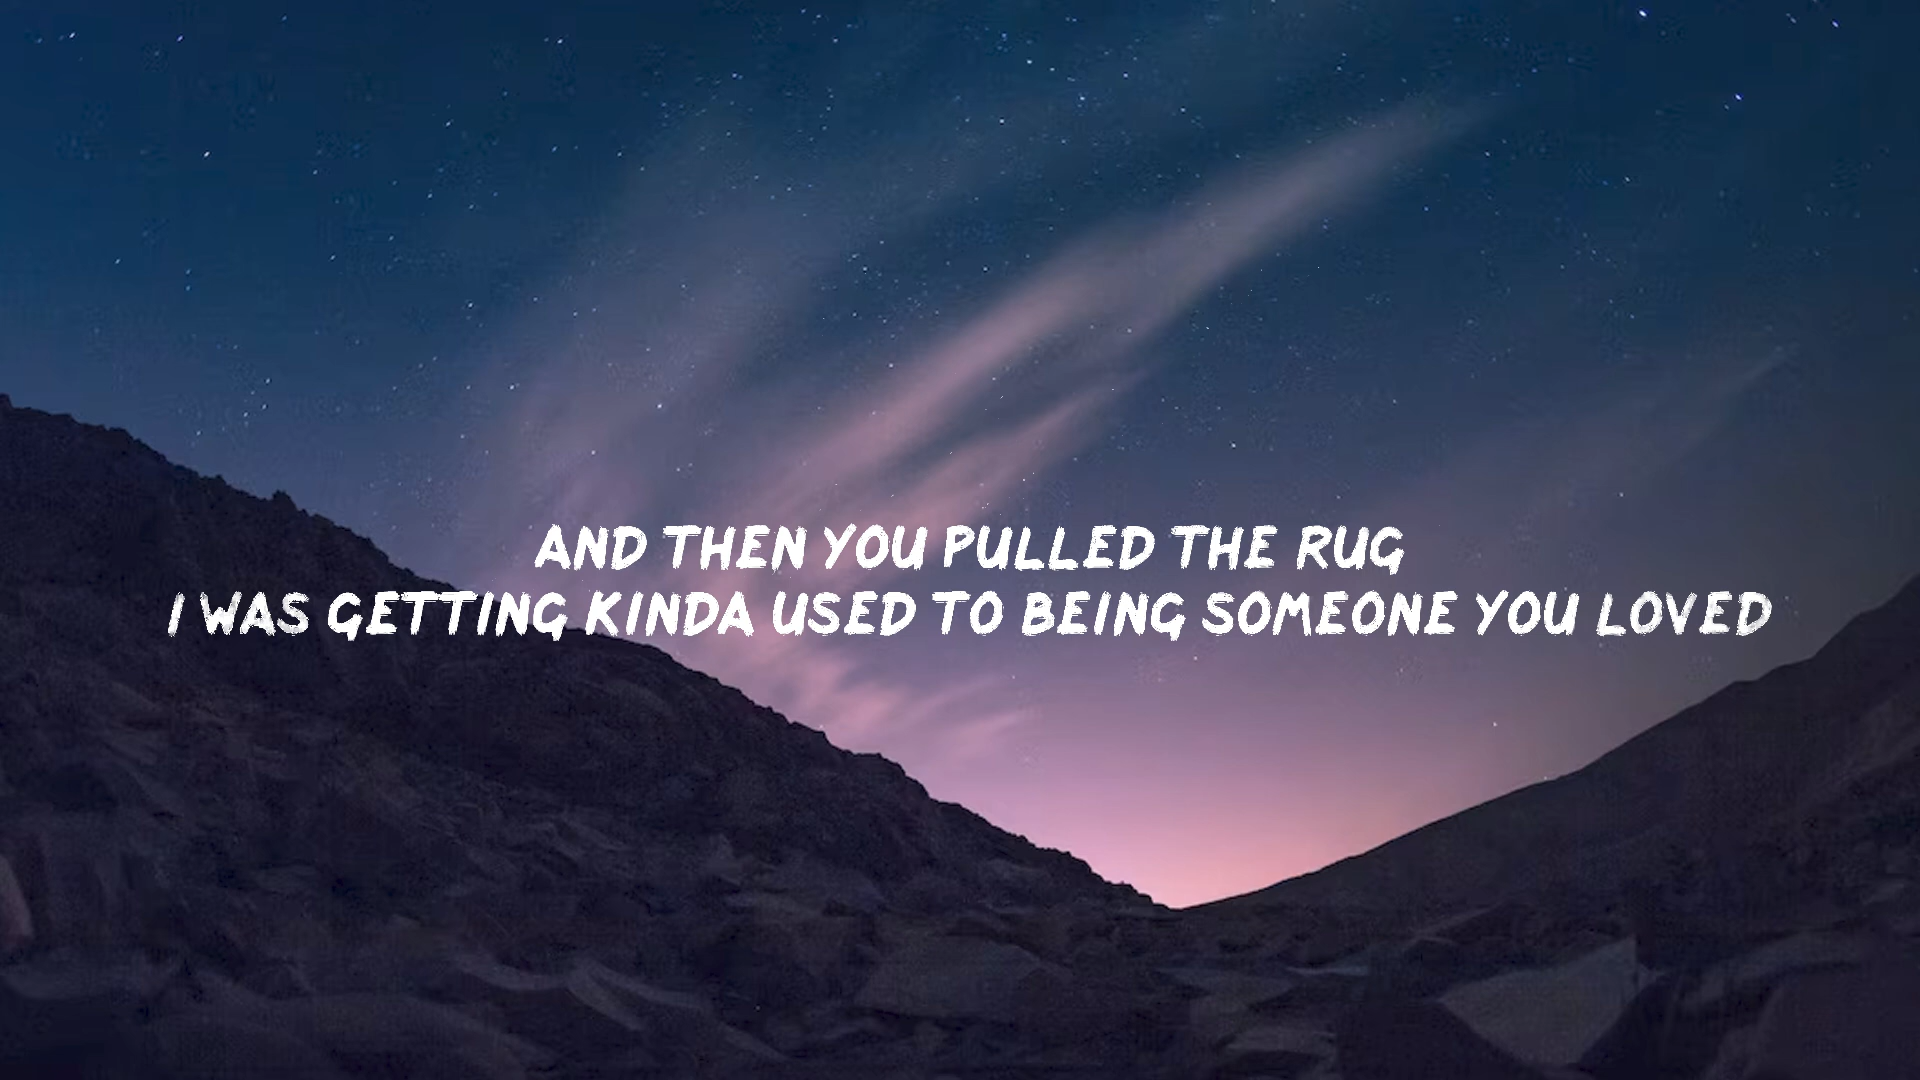 AND THEN YOU PULLED THE RUG
I WAS GETTING KINDA USED TO BEING SOMEONE YOU LOVED